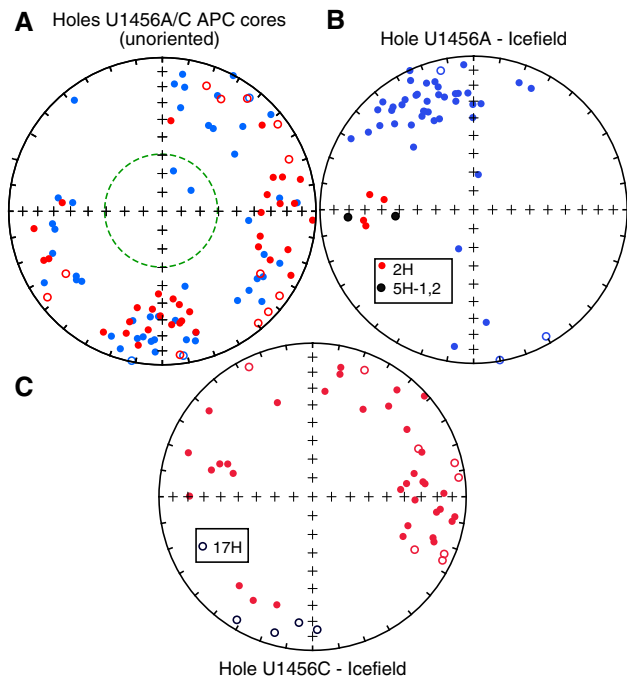 A
Holes U1456A/C APC cores
(unoriented)
B
Hole U1456A - Icefield
2H
5H-1,2
C
17H
Hole U1456C - Icefield